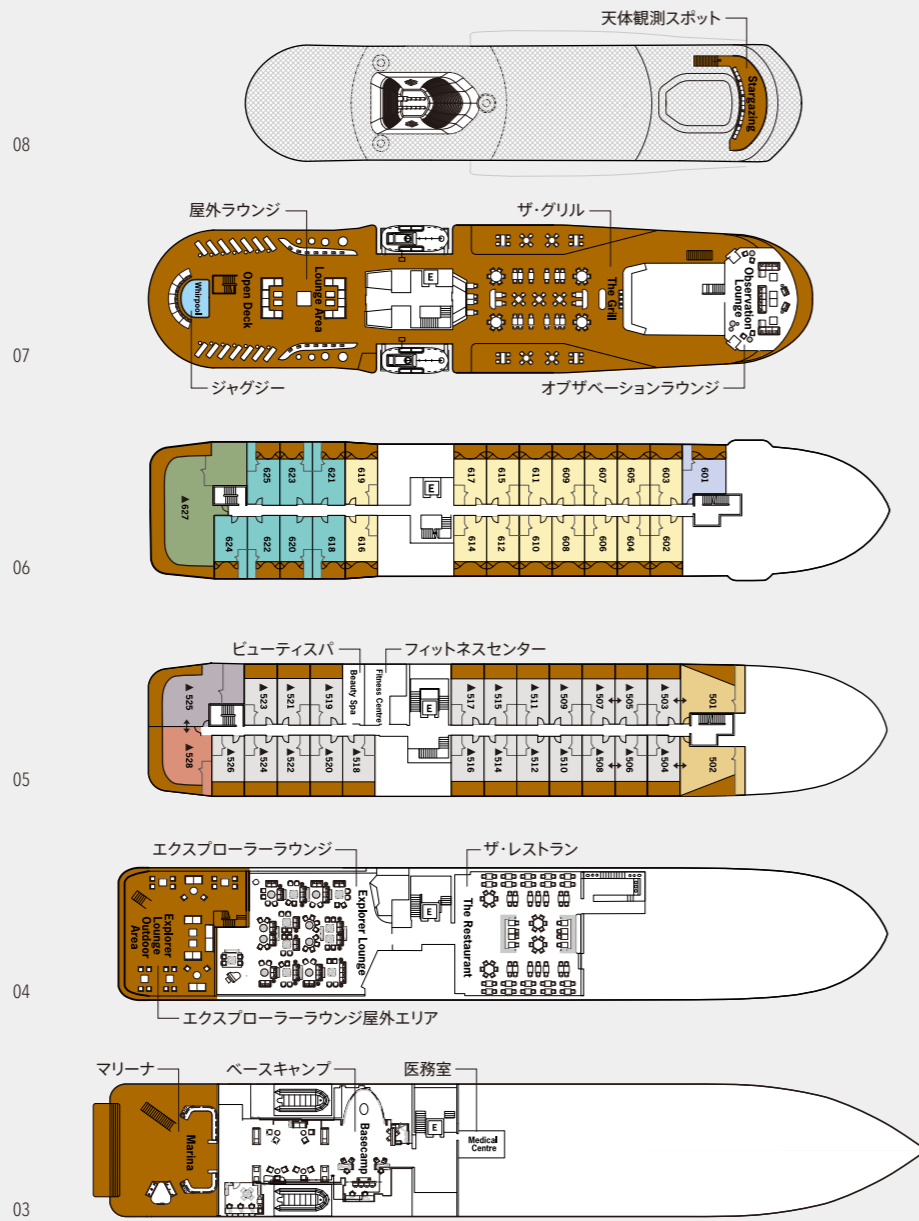 天体観測スポット
Stargazing
08
屋外ラウンジ
ザ・グリル
Whirpool
Open Deck
Lounge Area
E
The Grill
Observation
Lounge
07
ジャグジー
オブザベーションラウンジ
625
623
621
619
617
615
611
609
607
605
603
601
▲627
E
624
622
620
618
616
614
612
610
608
606
604
602
06
ビューティスパ
フィットネスセンター
▲525
▲523
▲521
▲519
Beauty Spa
Fitness Centre
E
▲517
▲515
▲511
▲509
▲507
▲505
▲503
501
▲528
▲526
▲524
▲522
▲520
▲518
▲516
▲514
▲512
▲510
▲508
▲506
▲504
502
05
エクスプローラーラウンジ
ザ・レストラン
Explorer
Lounge
Outdoor
Area
Explorer Lounge
E
The Restaurant
04
エクスプローラーラウンジ屋外エリア
マリーナ
ベースキャンプ
医務室
Marina
Basecamp
E
Medical
Centre
03